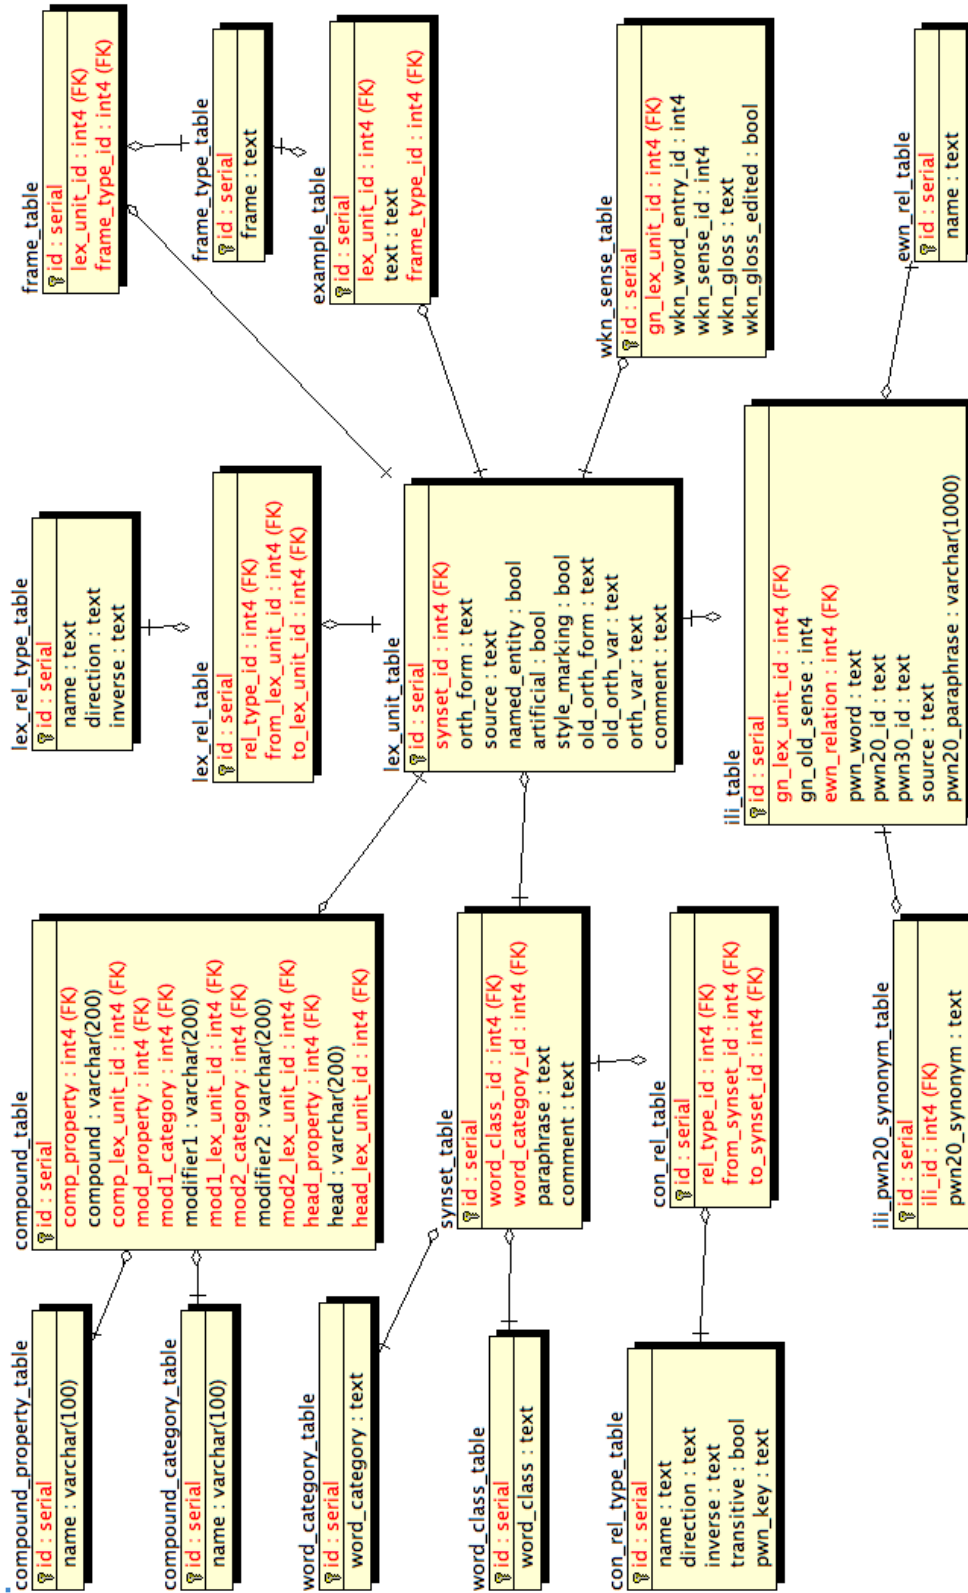 compound_property_table
id : serial
name : varchar(100)
compound_category_table
id : serial
name : varchar(100)
word_category_table
id : serial
word_category : text
word_class_table
id : serial
word_class : text
con_rel_type_table
id : serial
name : text
direction : text
inverse : text
transitive : bool
pwn_key : text
compound_table
id : serial
comp_property : int4 (FK)
compound : varchar(200)
comp_lex_unit_id : int4 (FK)
mod_property : int4 (FK)
mod1_category : int4 (FK)
modifier1 : varchar(200)
mod1_lex_unit_id : int4 (FK)
mod2_category : int4 (FK)
modifier2 : varchar(200)
mod2_lex_unit_id : int4 (FK)
head_property : int4 (FK)
head : varchar(200)
head_lex_unit_id : int4 (FK)
synset_table
id : serial
word_class_id : int4 (FK)
word_category_id : int4 (FK)
paraphrase : text
comment : text
con_rel_table
id : serial
rel_type_id : int4 (FK)
from_synset_id : int4 (FK)
to_synset_id : int4 (FK)
ili_pwn20_synonym_table
id : serial
ili_id : int4 (FK)
pwn20_synonym : text
lex_rel_type_table
id : serial
name : text
direction : text
inverse : text
lex_rel_table
id : serial
rel_type_id : int4 (FK)
from_lex_unit_id : int4 (FK)
to_lex_unit_id : int4 (FK)
lex_unit_table
id : serial
synset_id : int4 (FK)
orth_form : text
source : text
named_entity : bool
artificial : bool
style_marking : bool
old_orth_form : text
old_orth_var : text
orth_var : text
comment : text
ili_table
id : serial
gn_lex_unit_id : int4 (FK)
gn_old_sense : int4
ewn_relation : int4 (FK)
pwn_word : text
pwn20_id : text
pwn30_id : text
source : text
pwn20_paraphrase : varchar(1000)
frame_table
id : serial
lex_unit_id : int4 (FK)
frame_type_id : int4 (FK)
frame_type_table
id : serial
frame : text
example_table
id : serial
lex_unit_id : int4 (FK)
text : text
frame_type_id : int4 (FK)
wkn_sense_table
id : serial
gn_lex_unit_id : int4 (FK)
wkn_word_entry_id : int4
wkn_sense_id : int4
wkn_gloss : text
wkn_gloss_edited : bool
ewn_rel_table
id : serial
name : text